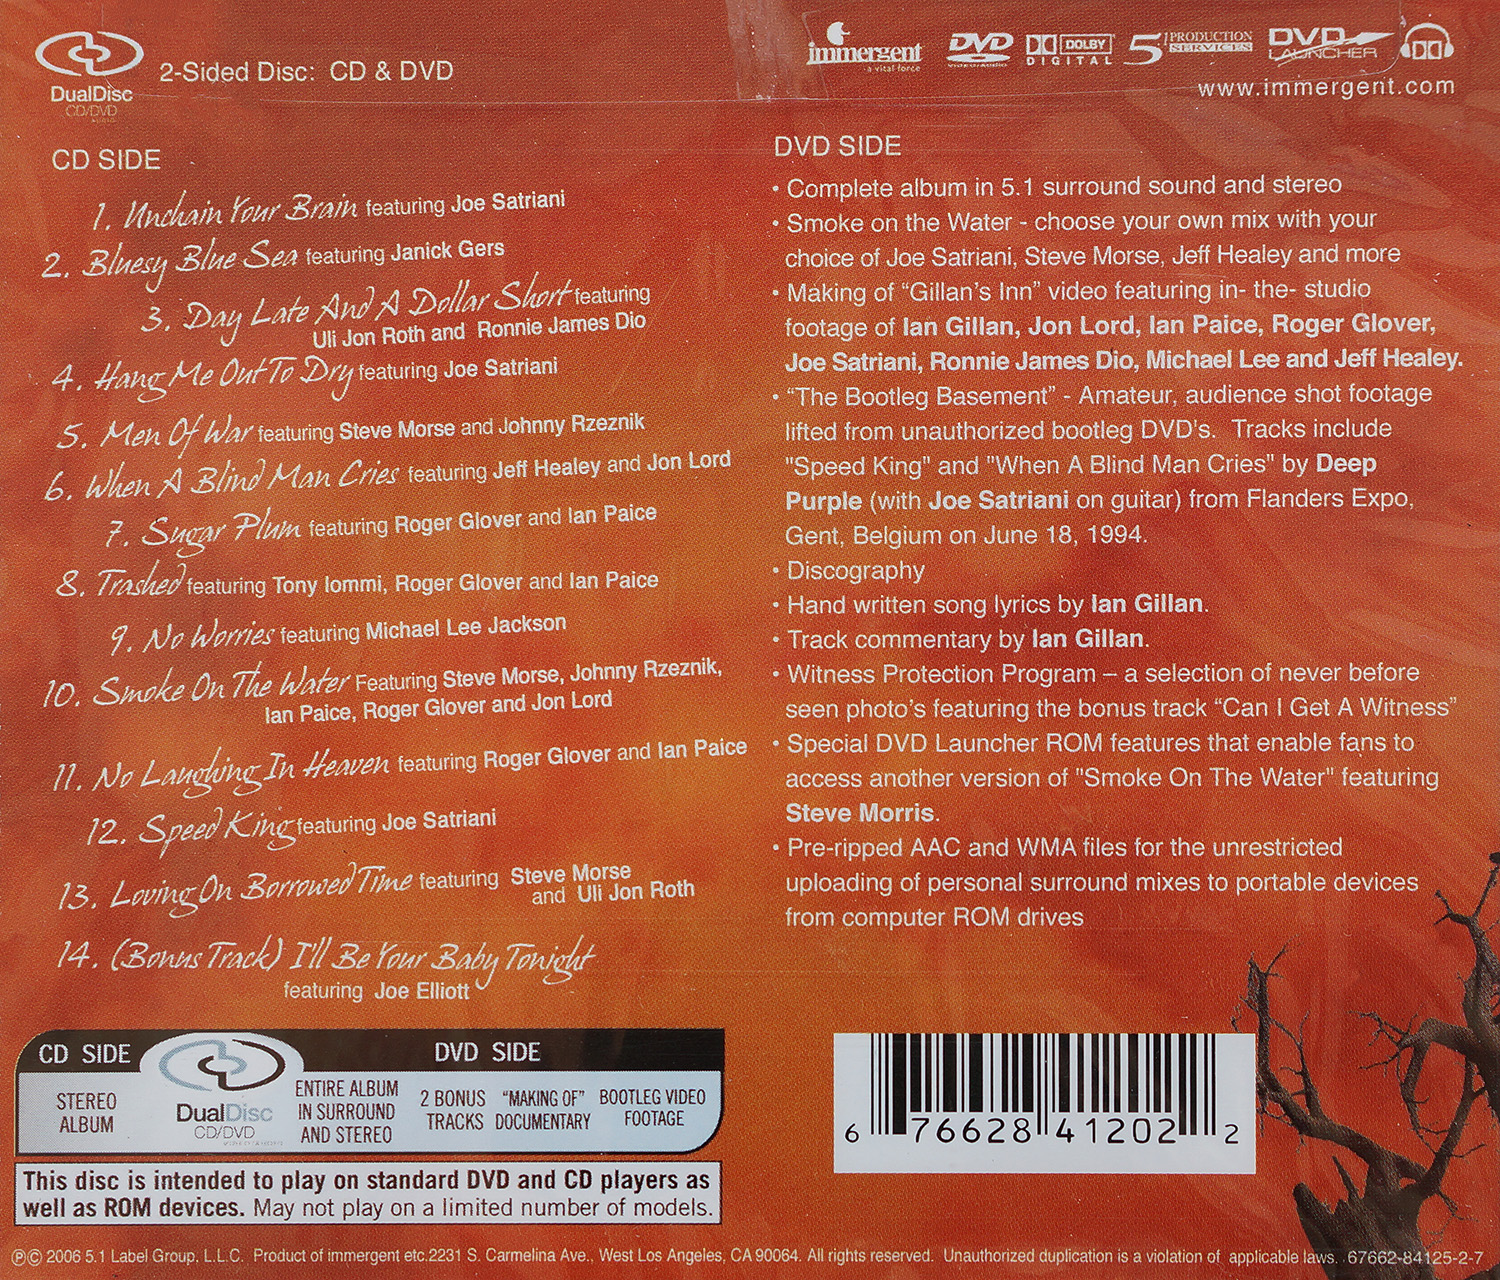 DualDisc
CD/DVD
AUDIO
2-Sided Disc: CD & DVD
immergent
a vital force
DVD
VIDEO/AUDIO
DOLBY
DIGITAL
5.1 PRODUCTION
SERVICES
DVD
LAUNCHER
www.immergent.com
CD SIDE
1. Unchain Your Brain featuring Joe Satriani
2. Bluesy Blue Sea featuring Janick Gers
3. Day Late And A Dollar Short featuring
Uli Jon Roth and Ronnie James Dio
4. Hang Me Out To Dry featuring Joe Satriani
5. Men Of War featuring Steve Morse and Johnny Rzeznik
6. When A Blind Man Cries featuring Jeff Healey and Jon Lord
7. Sugar Plum featuring Roger Glover and Ian Paice
8. Trashed featuring Tony Iommi, Roger Glover and Ian Paice
9. No Worries featuring Michael Lee Jackson
10. Smoke On The Water Featuring Steve Morse, Johnny Rzeznik,
Ian Paice, Roger Glover and Jon Lord
11. No Laughing In Heaven featuring Roger Glover and Ian Paice
12. Speed King featuring Joe Satriani
13. Loving On Borrowed Time featuring Steve Morse
and Uli Jon Roth
14. (Bonus Track) I'll Be Your Baby Tonight
featuring Joe Elliott
DVD SIDE
• Complete album in 5.1 surround sound and stereo
• Smoke on the Water - choose your own mix with your
choice of Joe Satriani, Steve Morse, Jeff Healey and more
• Making of “Gillan’s Inn” video featuring in- the- studio
footage of Ian Gillan, Jon Lord, Ian Paice, Roger Glover,
Joe Satriani, Ronnie James Dio, Michael Lee and Jeff Healey.
• “The Bootleg Basement” - Amateur, audience shot footage
lifted from unauthorized bootleg DVD's. Tracks include
"Speed King" and "When A Blind Man Cries" by Deep
Purple (with Joe Satriani on guitar) from Flanders Expo,
Gent, Belgium on June 18, 1994.
• Discography
• Hand written song lyrics by Ian Gillan.
• Track commentary by Ian Gillan.
• Witness Protection Program – a selection of never before
seen photo’s featuring the bonus track “Can I Get A Witness”
• Special DVD Launcher ROM features that enable fans to
access another version of "Smoke On The Water" featuring
Steve Morris.
• Pre-ripped AAC and WMA files for the unrestricted
uploading of personal surround mixes to portable devices
from computer ROM drives
CD SIDE
DVD SIDE
STEREO
ALBUM
DualDisc
CD/DVD
ENTIRE ALBUM
IN SURROUND
AND STEREO
2 BONUS
TRACKS
“MAKING OF”
DOCUMENTARY
BOOTLEG VIDEO
FOOTAGE
This disc is intended to play on standard DVD and CD players as
well as ROM devices. May not play on a limited number of models.
6 76628 41202 2
℗© 2006 5.1 Label Group. L.L.C. Product of immergent etc.2231 S. Carmelina Ave., West Los Angeles, CA 90064. All rights reserved. Unauthorized duplication is a violation of applicable laws. 67662-84125-2-7